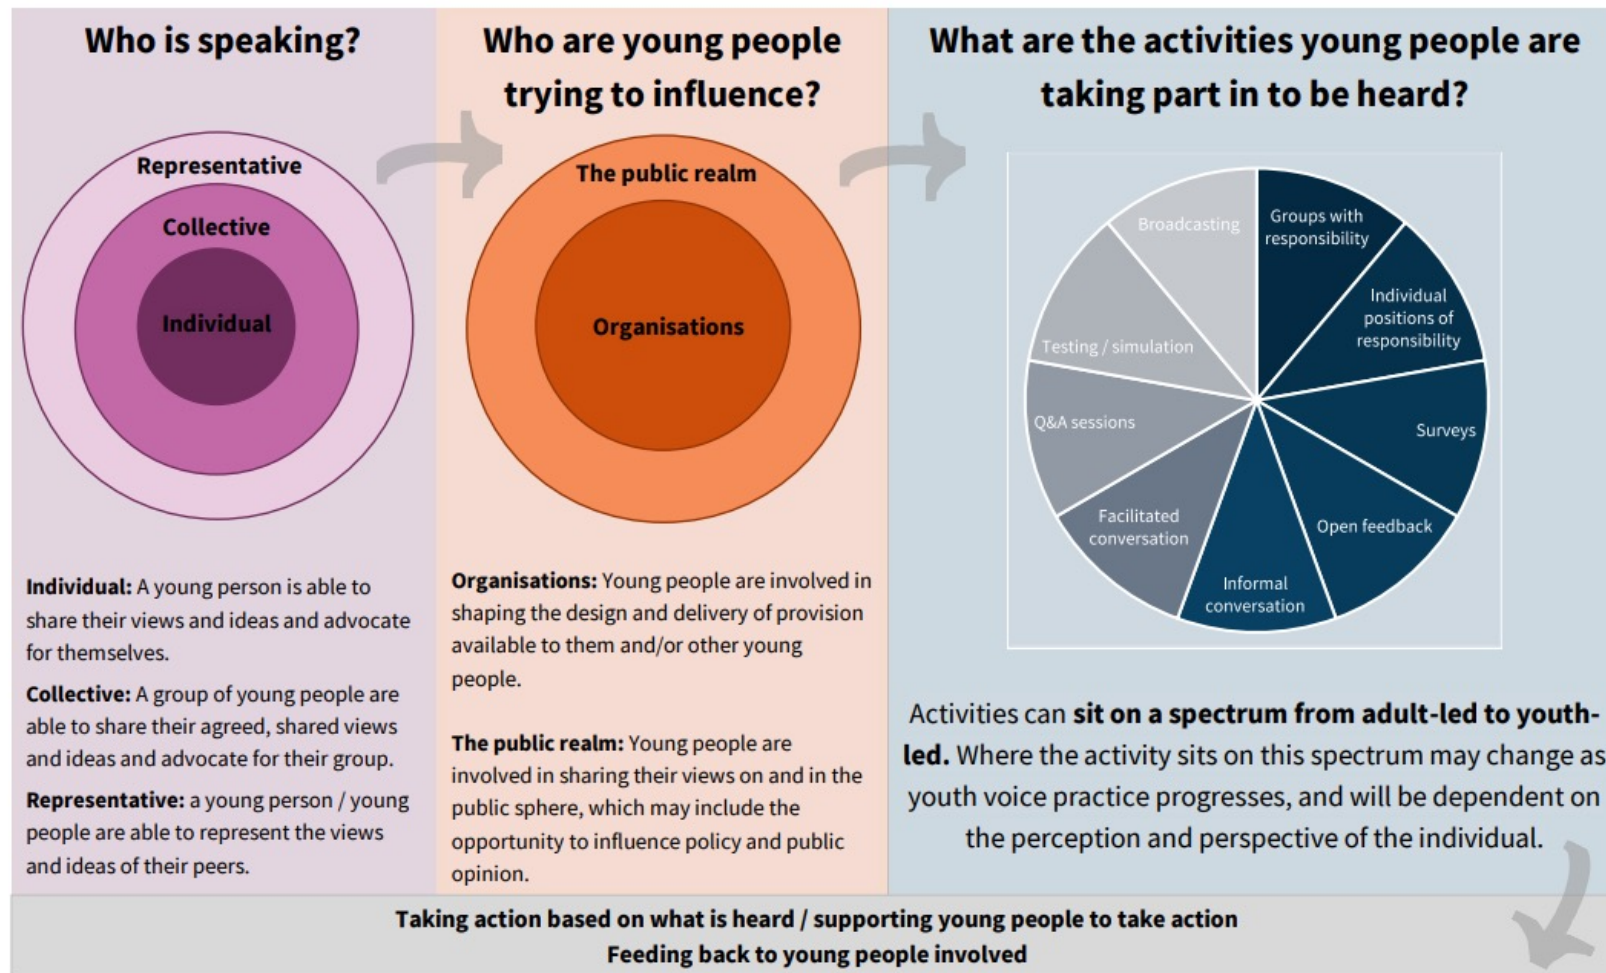 Who is speaking?
Representative
Collective
Individual
Individual: A young person is able to
share their views and ideas and advocate
for themselves.
Collective: A group of young people are
able to share their agreed, shared views
and ideas and advocate for their group.
Representative: a young person / young
people are able to represent the views
and ideas of their peers.
Who are young people
trying to influence?
The public realm
Organisations
Organisations: Young people are involved in
shaping the design and delivery of provision
available to them and/or other young
people.
The public realm: Young people are
involved in sharing their views on and in the
public sphere, which may include the
opportunity to influence policy and public
opinion.
What are the activities young people are
taking part in to be heard?
Groups with
responsibility
Individual
positions of
responsibility
Surveys
Open feedback
Informal
conversation
Facilitated
conversation
Q&A sessions
Testing / simulation
Broadcasting
Activities can sit on a spectrum from adult-led to youth-
led. Where the activity sits on this spectrum may change as
youth voice practice progresses, and will be dependent on
the perception and perspective of the individual.
Taking action based on what is heard / supporting young people to take action
Feeding back to young people involved